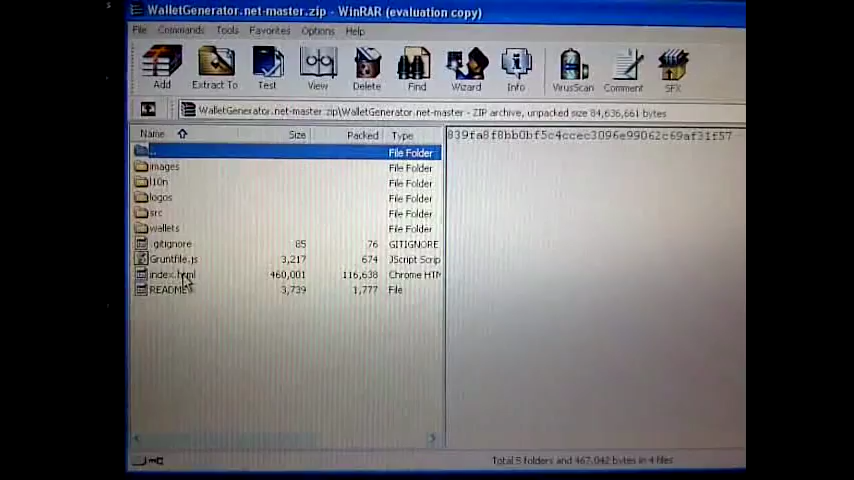 WalletGenerator.net-master.zip - WinRAR (evaluation copy)
File Commands Tools Favorites Options Help
Add Extract To Test View Delete Find Wizard Info VirusScan Comment SFX
WalletGenerator.net-master.zip\WalletGenerator.net-master - ZIP archive, unpacked size 84,636,661 bytes
Name Size Packed Type
.. File Folder
images File Folder
l10n File Folder
logos File Folder
src File Folder
wallets File Folder
.gitignore 85 76 GITIGNORE
Gruntfile.js 3,217 674 JScript Scrip
index.html 460,001 116,638 Chrome HTM
README 3,739 1,777 File
839fa8f8bb0bf5c4ccec3096e99062c69af31f57
Total 5 folders and 467,042 bytes in 4 files